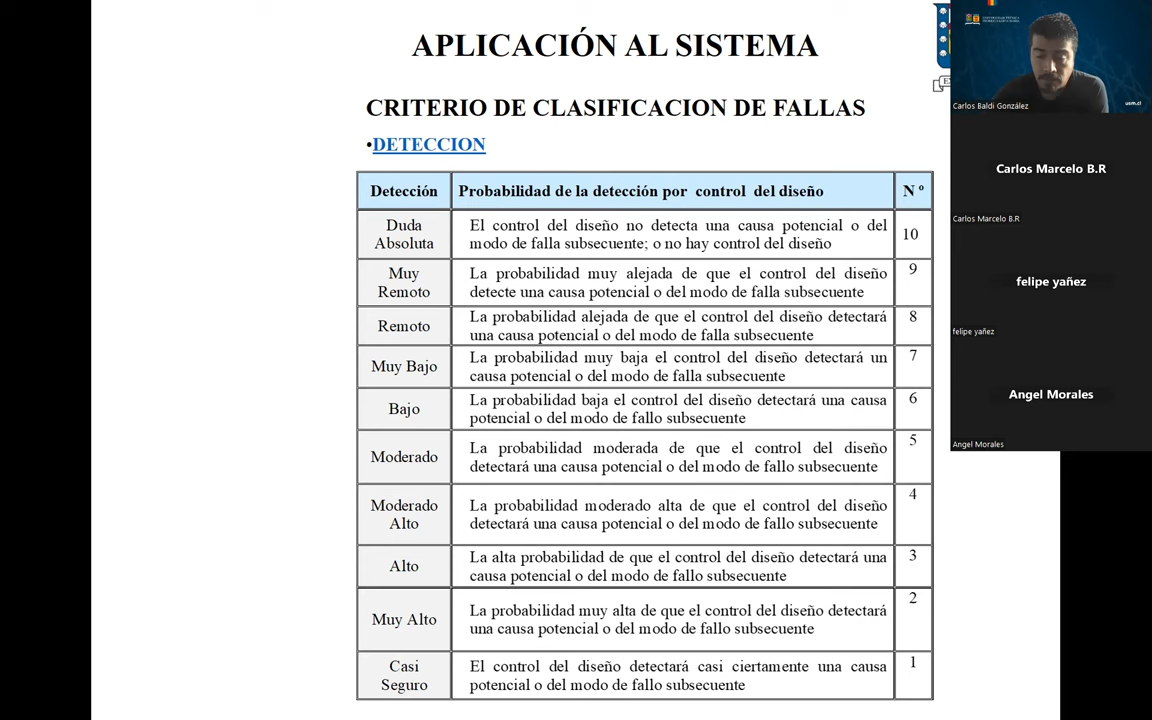 APLICACIÓN AL SISTEMA
CRITERIO DE CLASIFICACION DE FALLAS
•DETECCION
Detección
Probabilidad de la detección por control del diseño
N º
Duda
Absoluta
El control del diseño no detecta una causa potencial o del
modo de falla subsecuente; o no hay control del diseño
10
Muy
Remoto
La probabilidad muy alejada de que el control del diseño
detecte una causa potencial o del modo de falla subsecuente
9
Remoto
La probabilidad alejada de que el control del diseño detectará
una causa potencial o del modo de falla subsecuente
8
Muy Bajo
La probabilidad muy baja el control del diseño detectará un
causa potencial o del modo de falla subsecuente
7
Bajo
La probabilidad baja el control del diseño detectará una causa
potencial o del modo de fallo subsecuente
6
Moderado
La probabilidad moderada de que el control del diseño
detectará una causa potencial o del modo de fallo subsecuente
5
Moderado
Alto
La probabilidad moderado alta de que el control del diseño
detectará una causa potencial o del modo de fallo subsecuente
4
Alto
La alta probabilidad de que el control del diseño detectará una
causa potencial o del modo de fallo subsecuente
3
Muy Alto
La probabilidad muy alta de que el control del diseño detectará
una causa potencial o del modo de fallo subsecuente
2
Casi
Seguro
El control del diseño detectará casi ciertamente una causa
potencial o del modo de fallo subsecuente
1
usm.cl
Carlos Baldi González
Carlos Marcelo B.R
Carlos Marcelo B.R
felipe yañez
felipe yañez
Angel Morales
Angel Morales